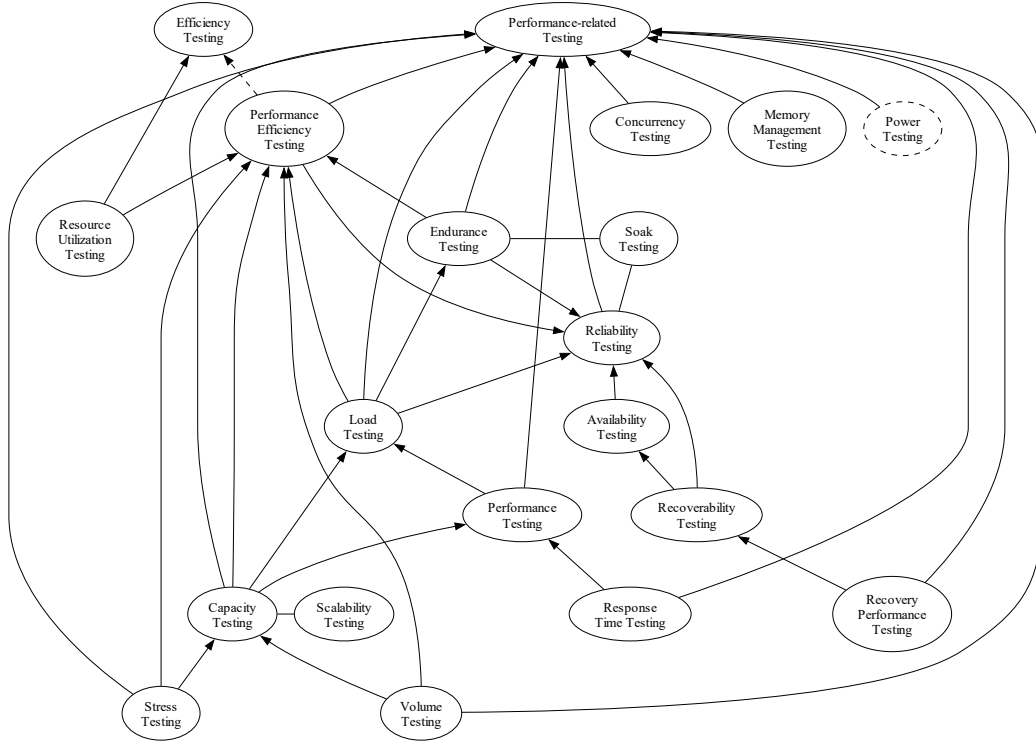 Efficiency
Testing
Performance-related
Testing
Performance
Efficiency
Testing
Concurrency
Testing
Memory
Management
Testing
Power
Testing
Resource
Utilization
Testing
Endurance
Testing
Soak
Testing
Reliability
Testing
Load
Testing
Availability
Testing
Performance
Testing
Recoverability
Testing
Capacity
Testing
Scalability
Testing
Response
Time Testing
Recovery
Performance
Testing
Stress
Testing
Volume
Testing